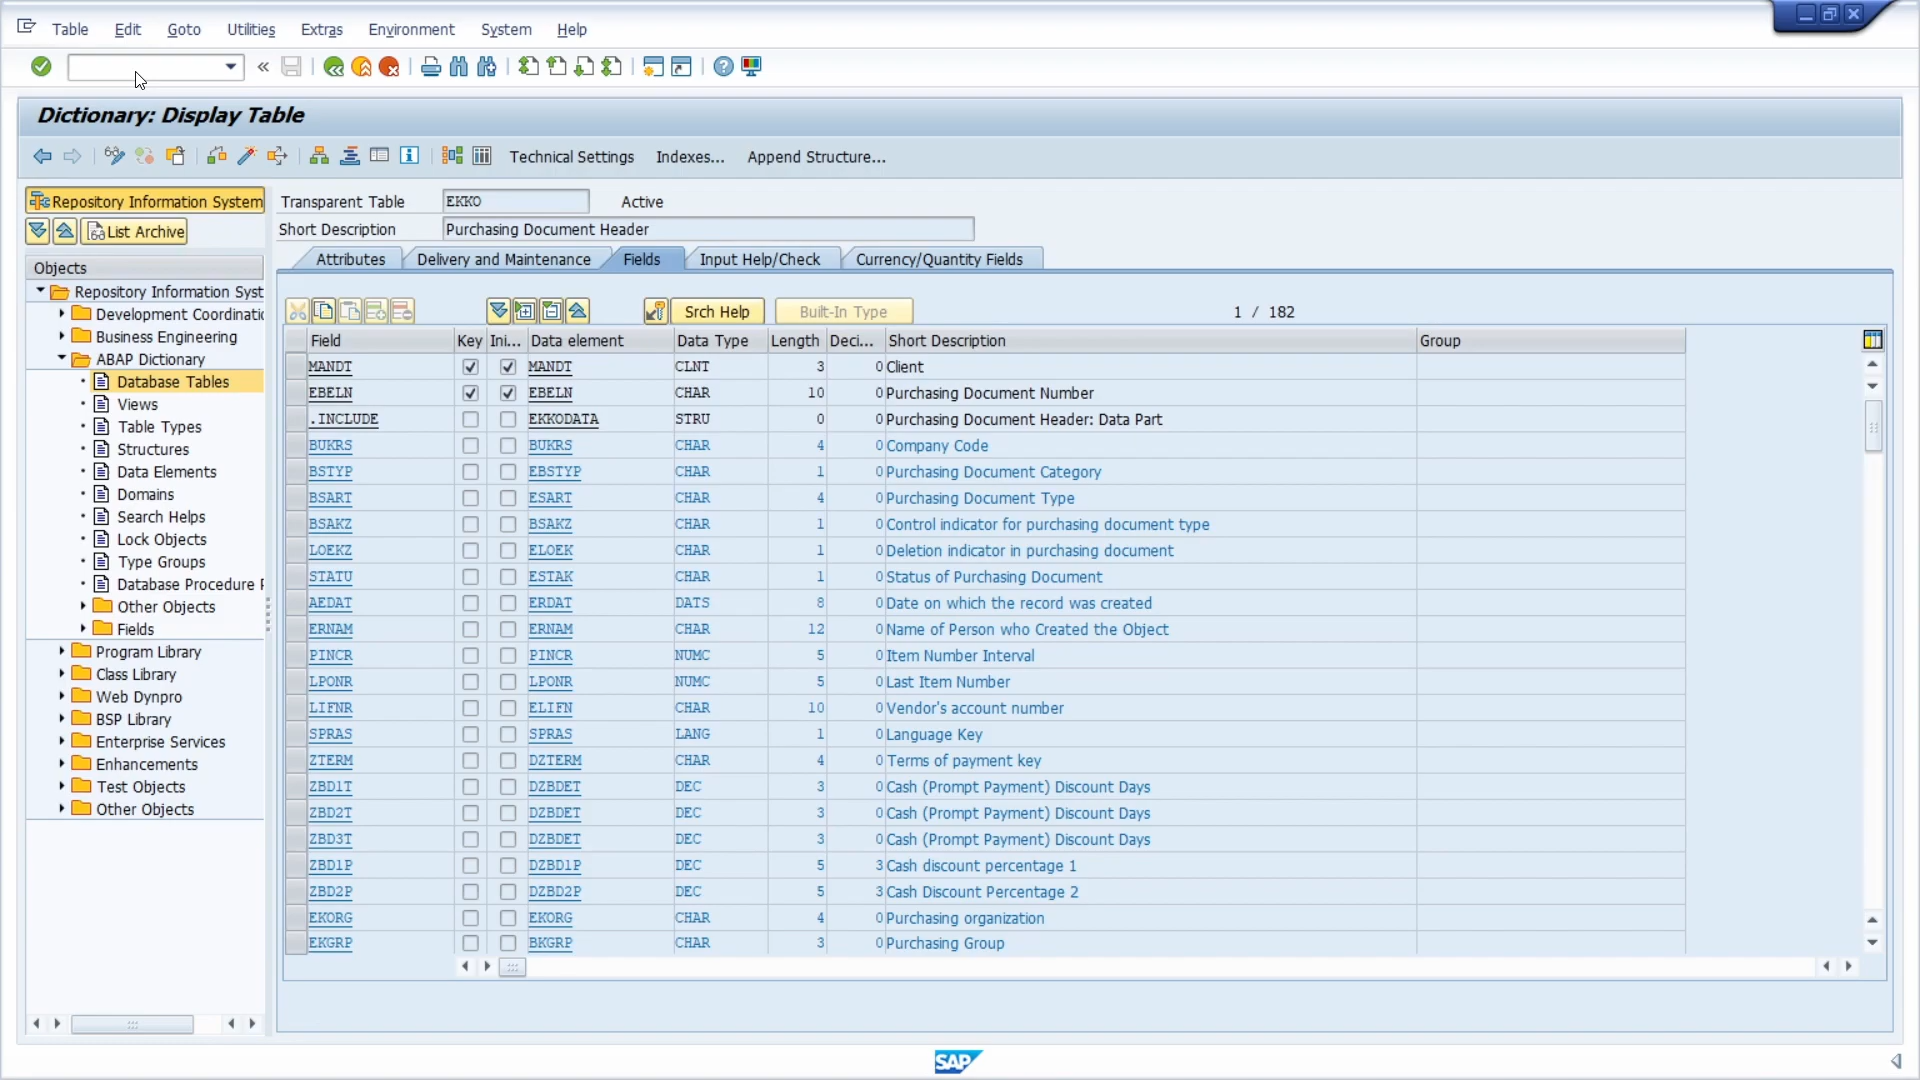 Table Edit Goto Utilities Extras Environment System Help
Dictionary: Display Table
Technical Settings Indexes... Append Structure...
Repository Information System
List Archive
Objects
Repository Information Syst
Development Coordinati
Business Engineering
ABAP Dictionary
Database Tables
Views
Table Types
Structures
Data Elements
Domains
Search Helps
Lock Objects
Type Groups
Database Procedure P
Other Objects
Fields
Program Library
Class Library
Web Dynpro
BSP Library
Enterprise Services
Enhancements
Test Objects
Other Objects
Transparent Table EKKO Active
Short Description Purchasing Document Header
Attributes Delivery and Maintenance Fields Input Help/Check Currency/Quantity Fields
Srch Help Built-In Type 1 / 182
Field Key Ini... Data element Data Type Length Deci... Short Description Group
MANDT MANDT CLNT 3 0 Client
EBELN EBELN CHAR 10 0 Purchasing Document Number
.INCLUDE EKKODATA STRU 0 0 Purchasing Document Header: Data Part
BUKRS BUKRS CHAR 4 0 Company Code
BSTYP EBSTYP CHAR 1 0 Purchasing Document Category
BSART ESART CHAR 4 0 Purchasing Document Type
BSAKZ BSAKZ CHAR 1 0 Control indicator for purchasing document type
LOEKZ ELOEK CHAR 1 0 Deletion indicator in purchasing document
STATU ESTAK CHAR 1 0 Status of Purchasing Document
AEDAT ERDAT DATS 8 0 Date on which the record was created
ERNAM ERNAM CHAR 12 0 Name of Person who Created the Object
PINCR PINCR NUMC 5 0 Item Number Interval
LPONR LPONR NUMC 5 0 Last Item Number
LIFNR ELIFN CHAR 10 0 Vendor's account number
SPRAS SPRAS LANG 1 0 Language Key
ZTERM DZTERM CHAR 4 0 Terms of payment key
ZBD1T DZBDET DEC 3 0 Cash (Prompt Payment) Discount Days
ZBD2T DZBDET DEC 3 0 Cash (Prompt Payment) Discount Days
ZBD3T DZBDET DEC 3 0 Cash (Prompt Payment) Discount Days
ZBD1P DZBD1P DEC 5 3 Cash discount percentage 1
ZBD2P DZBD2P DEC 5 3 Cash Discount Percentage 2
EKORG EKORG CHAR 4 0 Purchasing organization
EKGRP BKGRP CHAR 3 0 Purchasing Group
SAP